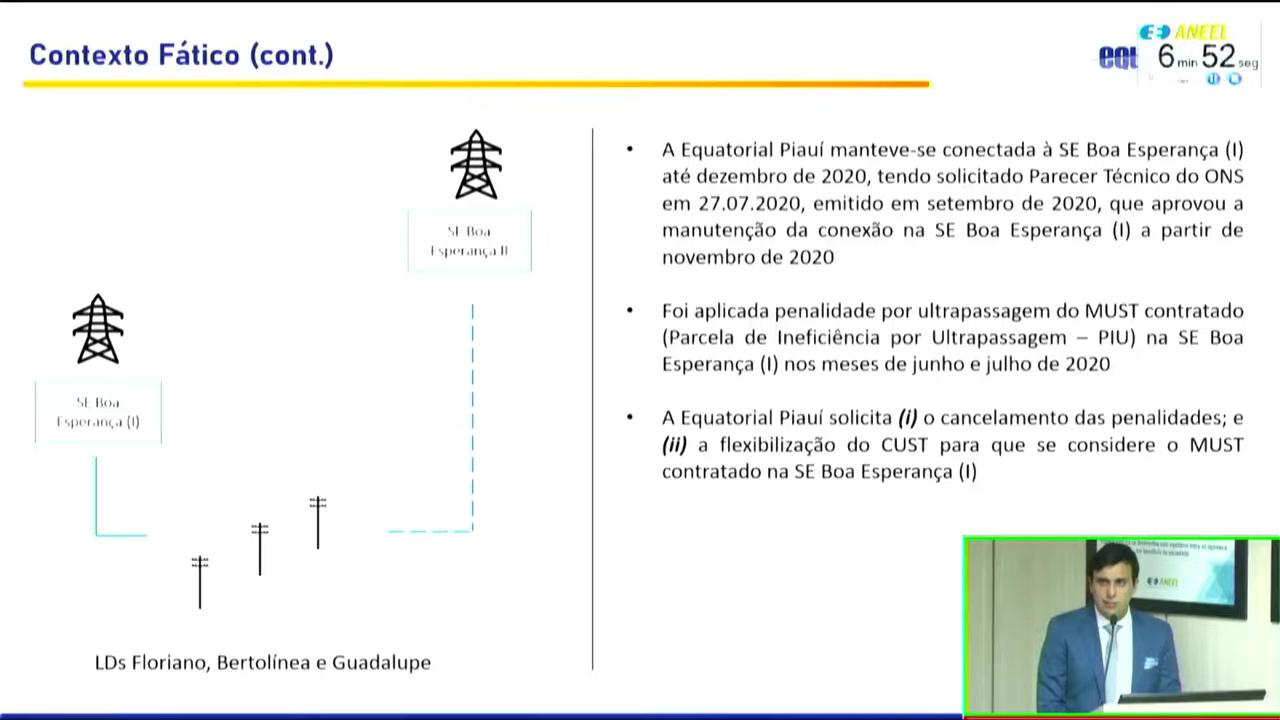 Contexto Fático (cont.)
ANEEL
eqt
6 min 52 seg
SE Boa
Esperança II
SE Boa
Esperança (I)
LDs Floriano, Bertolínea e Guadalupe
• A Equatorial Piauí manteve-se conectada à SE Boa Esperança (I)
até dezembro de 2020, tendo solicitado Parecer Técnico do ONS
em 27.07.2020, emitido em setembro de 2020, que aprovou a
manutenção da conexão na SE Boa Esperança (I) a partir de
novembro de 2020
• Foi aplicada penalidade por ultrapassagem do MUST contratado
(Parcela de Ineficiência por Ultrapassagem – PIU) na SE Boa
Esperança (I) nos meses de junho e julho de 2020
• A Equatorial Piauí solicita (i) o cancelamento das penalidades; e
(ii) a flexibilização do CUST para que se considere o MUST
contratado na SE Boa Esperança (I)
ANEEL